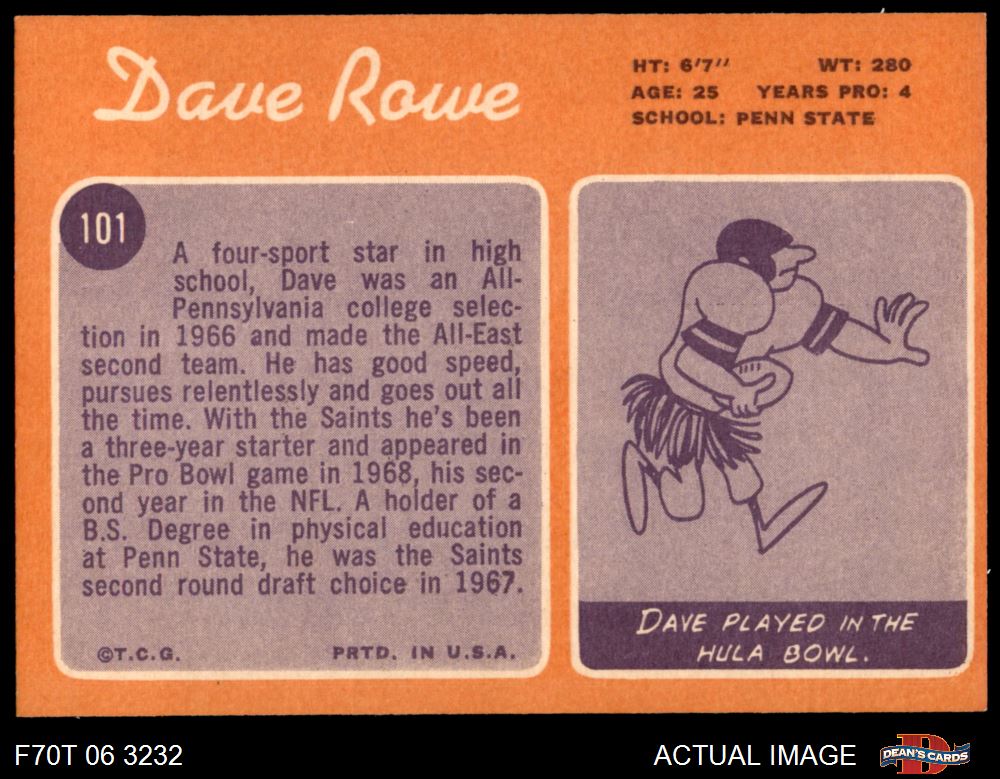 Dave Rowe
HT: 6'7" WT: 280
AGE: 25 YEARS PRO: 4
SCHOOL: PENN STATE
101
A four-sport star in high
school, Dave was an All-
Pennsylvania college selec-
tion in 1966 and made the All-East
second team. He has good speed,
pursues relentlessly and goes out all
the time. With the Saints he's been
a three-year starter and appeared in
the Pro Bowl game in 1968, his sec-
ond year in the NFL. A holder of a
B.S. Degree in physical education
at Penn State, he was the Saints
second round draft choice in 1967.
©T.C.G. PRTD. IN U.S.A.
DAVE PLAYED IN THE
HULA BOWL.
F70T 06 3232
ACTUAL IMAGE
DEAN'S CARDS